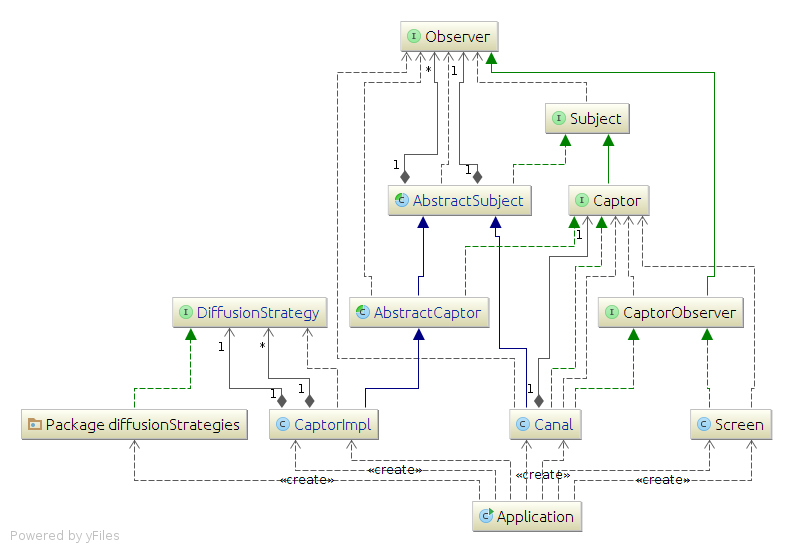 I Observer
* 1
I Subject
1 1
C AbstractSubject
I Captor
1
I DiffusionStrategy
C AbstractCaptor
I CaptorObserver
1 *
1 1 1
Package diffusionStrategies
C CaptorImpl
C Canal
C Screen
«create» «create» «create» «create»
C Application
Powered by yFiles